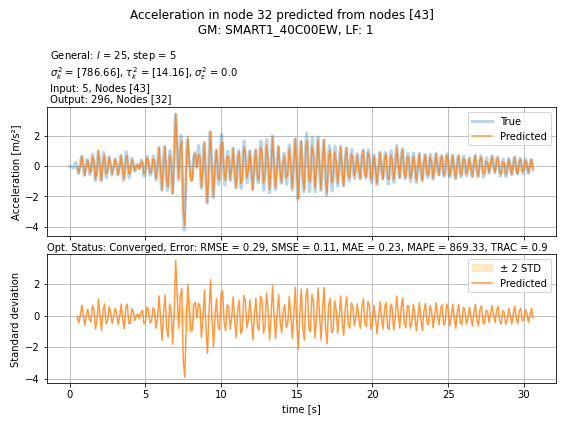 Acceleration in node 32 predicted from nodes [43]
GM: SMART1_40C00EW, LF: 1
General: l = 25, step = 5
σ²ₖ = [786.66], τ²ₖ = [14.16], σ²ε = 0.0
Input: 5, Nodes [43]
Output: 296, Nodes [32]
True
Predicted
Acceleration [m/s²]
2
0
−2
−4
Opt. Status: Converged, Error: RMSE = 0.29, SMSE = 0.11, MAE = 0.23, MAPE = 869.33, TRAC = 0.9
± 2 STD
Predicted
Standard deviation
2
0
−2
−4
0 5 10 15 20 25 30
time [s]